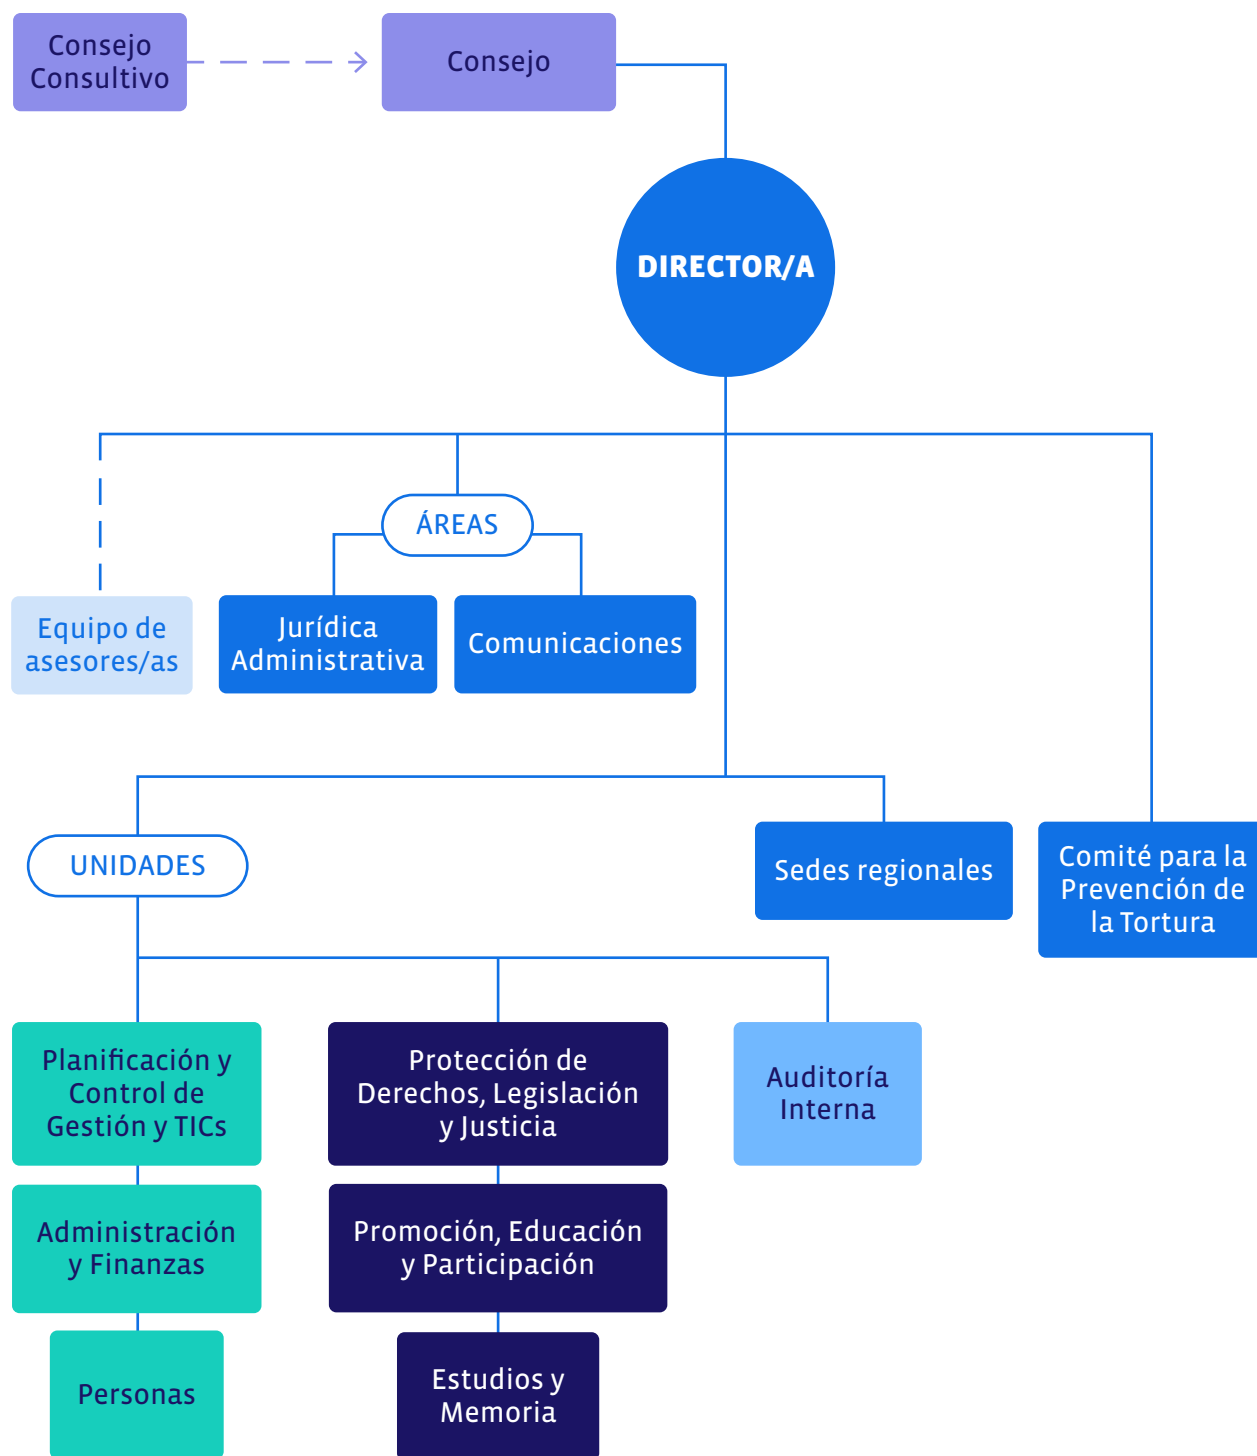 Consejo
Consultivo
Consejo
DIRECTOR/A
ÁREAS
Equipo de
asesores/as
Jurídica
Administrativa
Comunicaciones
UNIDADES
Sedes regionales
Comité para la
Prevención de
la Tortura
Planificación y
Control de
Gestión y TICs
Protección de
Derechos, Legislación
y Justicia
Auditoría
Interna
Administración
y Finanzas
Promoción, Educación
y Participación
Personas
Estudios y
Memoria